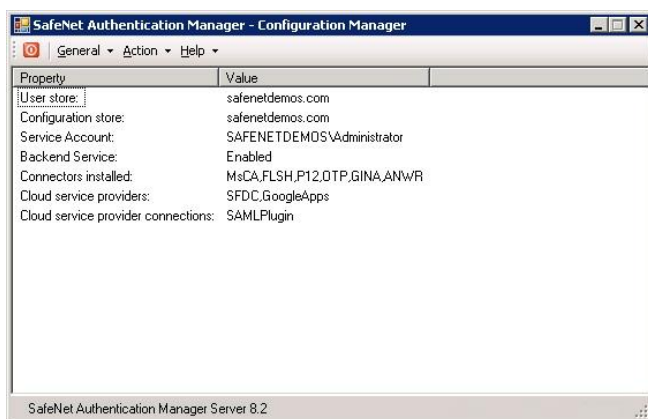 SafeNet Authentication Manager - Configuration Manager
General Action Help
Property Value
User store: safenetdemos.com
Configuration store: safenetdemos.com
Service Account: SAFENETDEMOS\Administrator
Backend Service: Enabled
Connectors installed: MsCA,FLSH,P12,OTP,GINA,ANWR
Cloud service providers: SFDC,GoogleApps
Cloud service provider connections: SAMLPlugin
SafeNet Authentication Manager Server 8.2